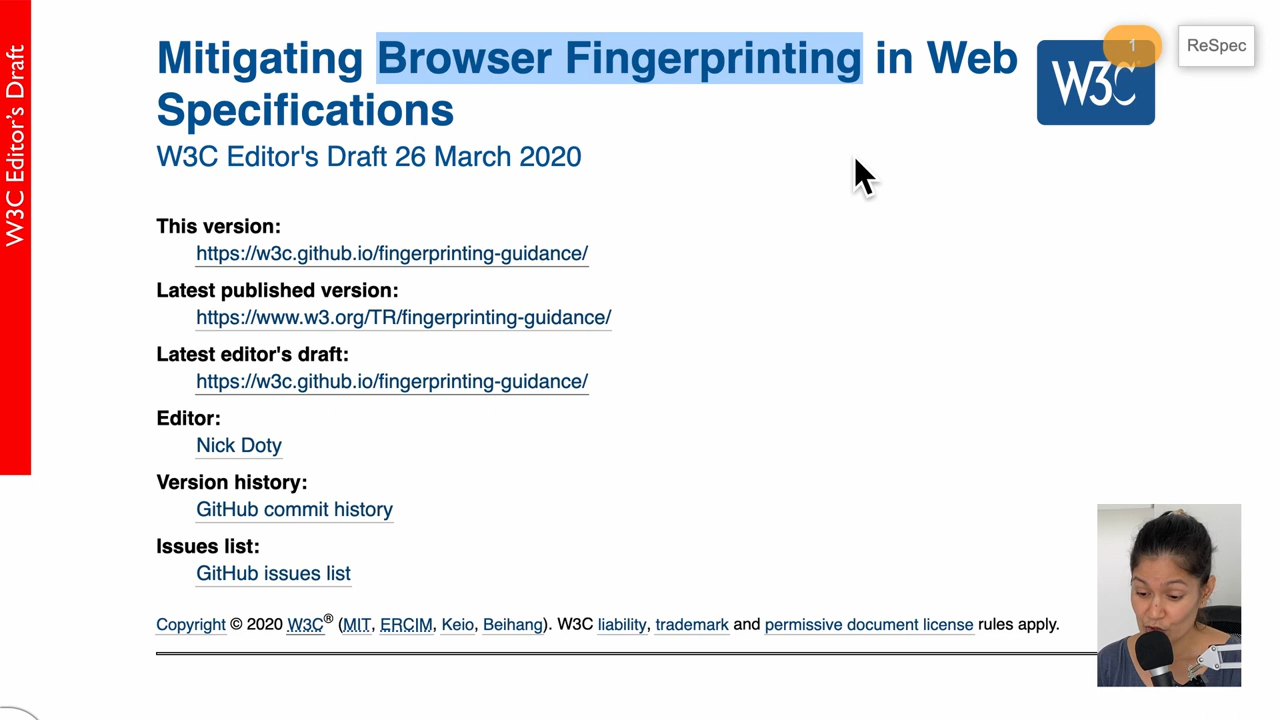 W3C Editor's Draft
Mitigating Browser Fingerprinting in Web
Specifications
W3C Editor's Draft 26 March 2020
1
W3C
ReSpec
This version:
https://w3c.github.io/fingerprinting-guidance/
Latest published version:
https://www.w3.org/TR/fingerprinting-guidance/
Latest editor's draft:
https://w3c.github.io/fingerprinting-guidance/
Editor:
Nick Doty
Version history:
GitHub commit history
Issues list:
GitHub issues list
Copyright © 2020 W3C® (MIT, ERCIM, Keio, Beihang). W3C liability, trademark and permissive document license rules apply.